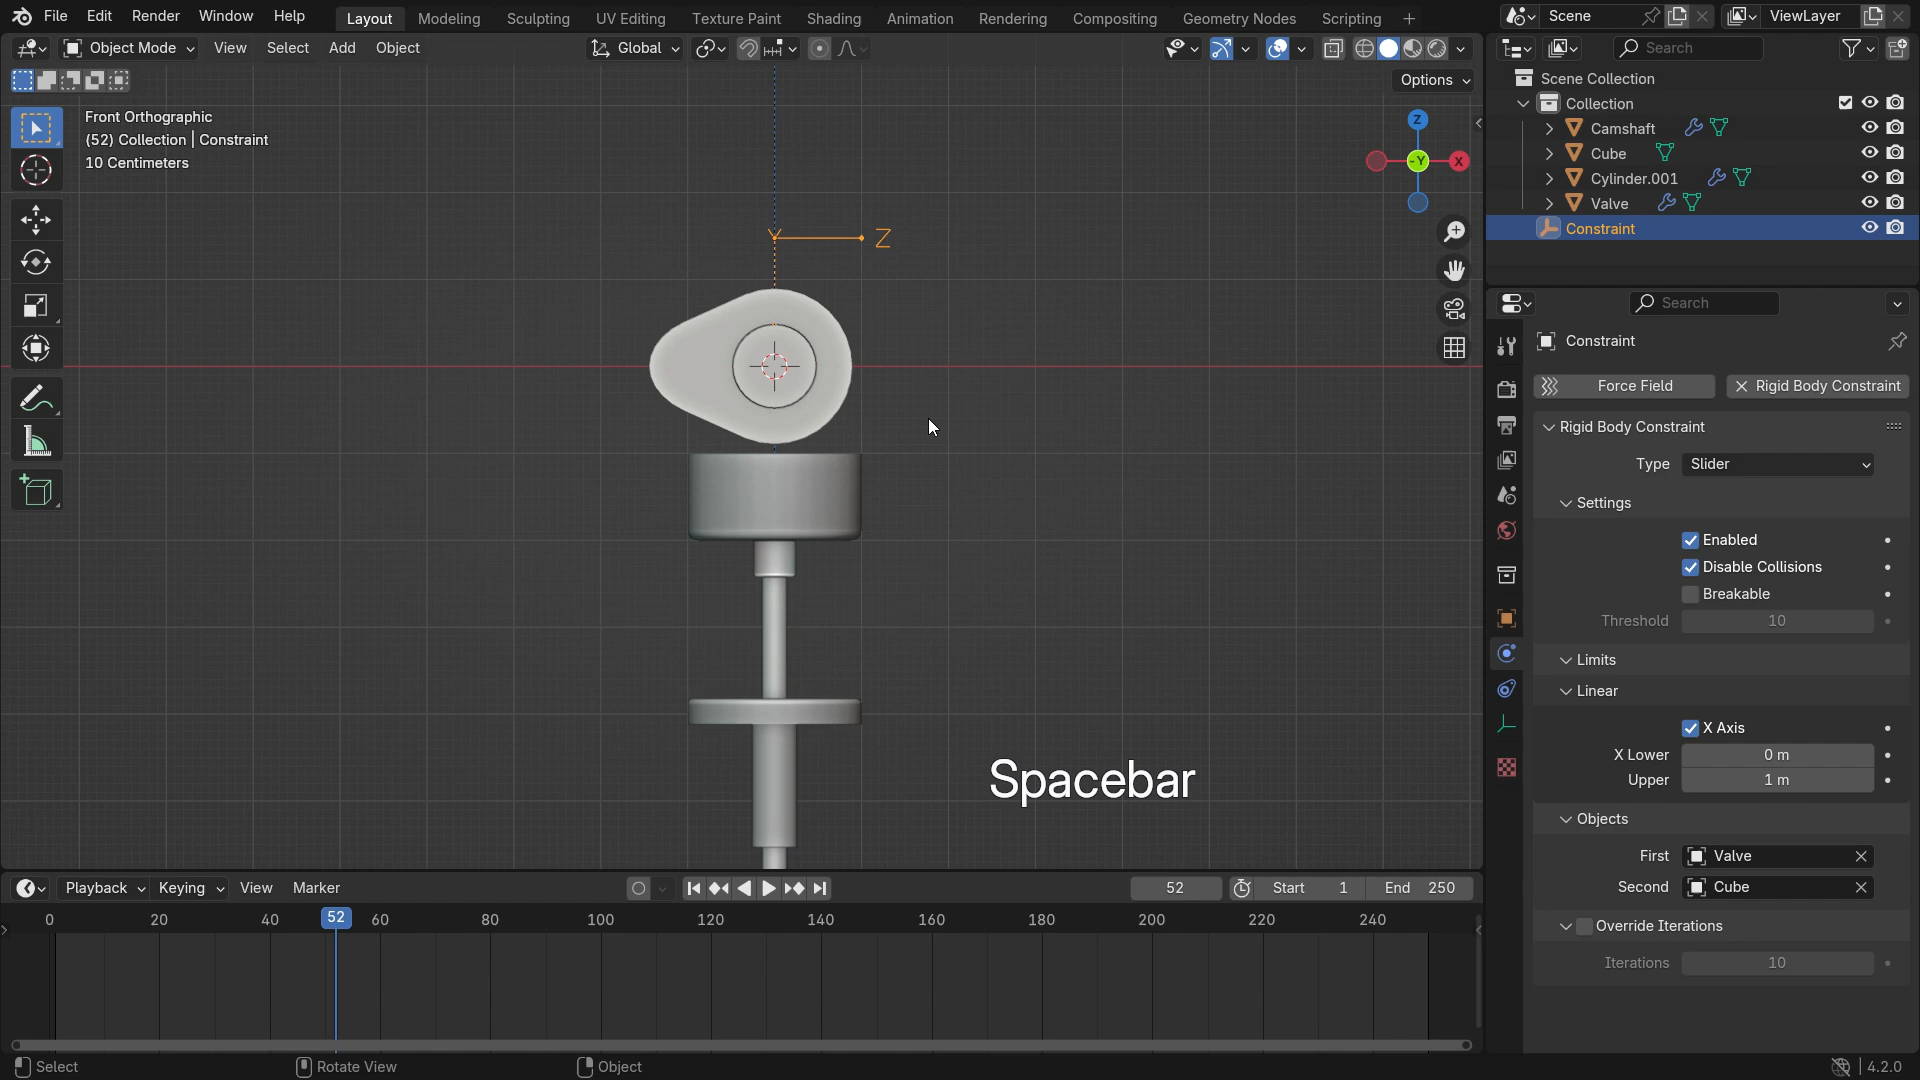 File Edit Render Window Help Layout Modeling Sculpting UV Editing Texture Paint Shading Animation Rendering Compositing Geometry Nodes Scripting + Scene ViewLayer
Object Mode View Select Add Object Global Search
Options
Front Orthographic
(52) Collection | Constraint
10 Centimeters
Z
-Y
X
Y Z
Spacebar
Scene Collection
Collection
Camshaft
Cube
Cylinder.001
Valve
Constraint
Search
Constraint
Force Field Rigid Body Constraint
Rigid Body Constraint
Type Slider
Settings
Enabled
Disable Collisions
Breakable
Threshold 10
Limits
Linear
X Axis
X Lower 0 m
Upper 1 m
Objects
First Valve
Second Cube
Override Iterations
Iterations 10
Playback Keying View Marker 52 Start 1 End 250
0 20 40 52 60 80 100 120 140 160 180 200 220 240
Select Rotate View Object 4.2.0